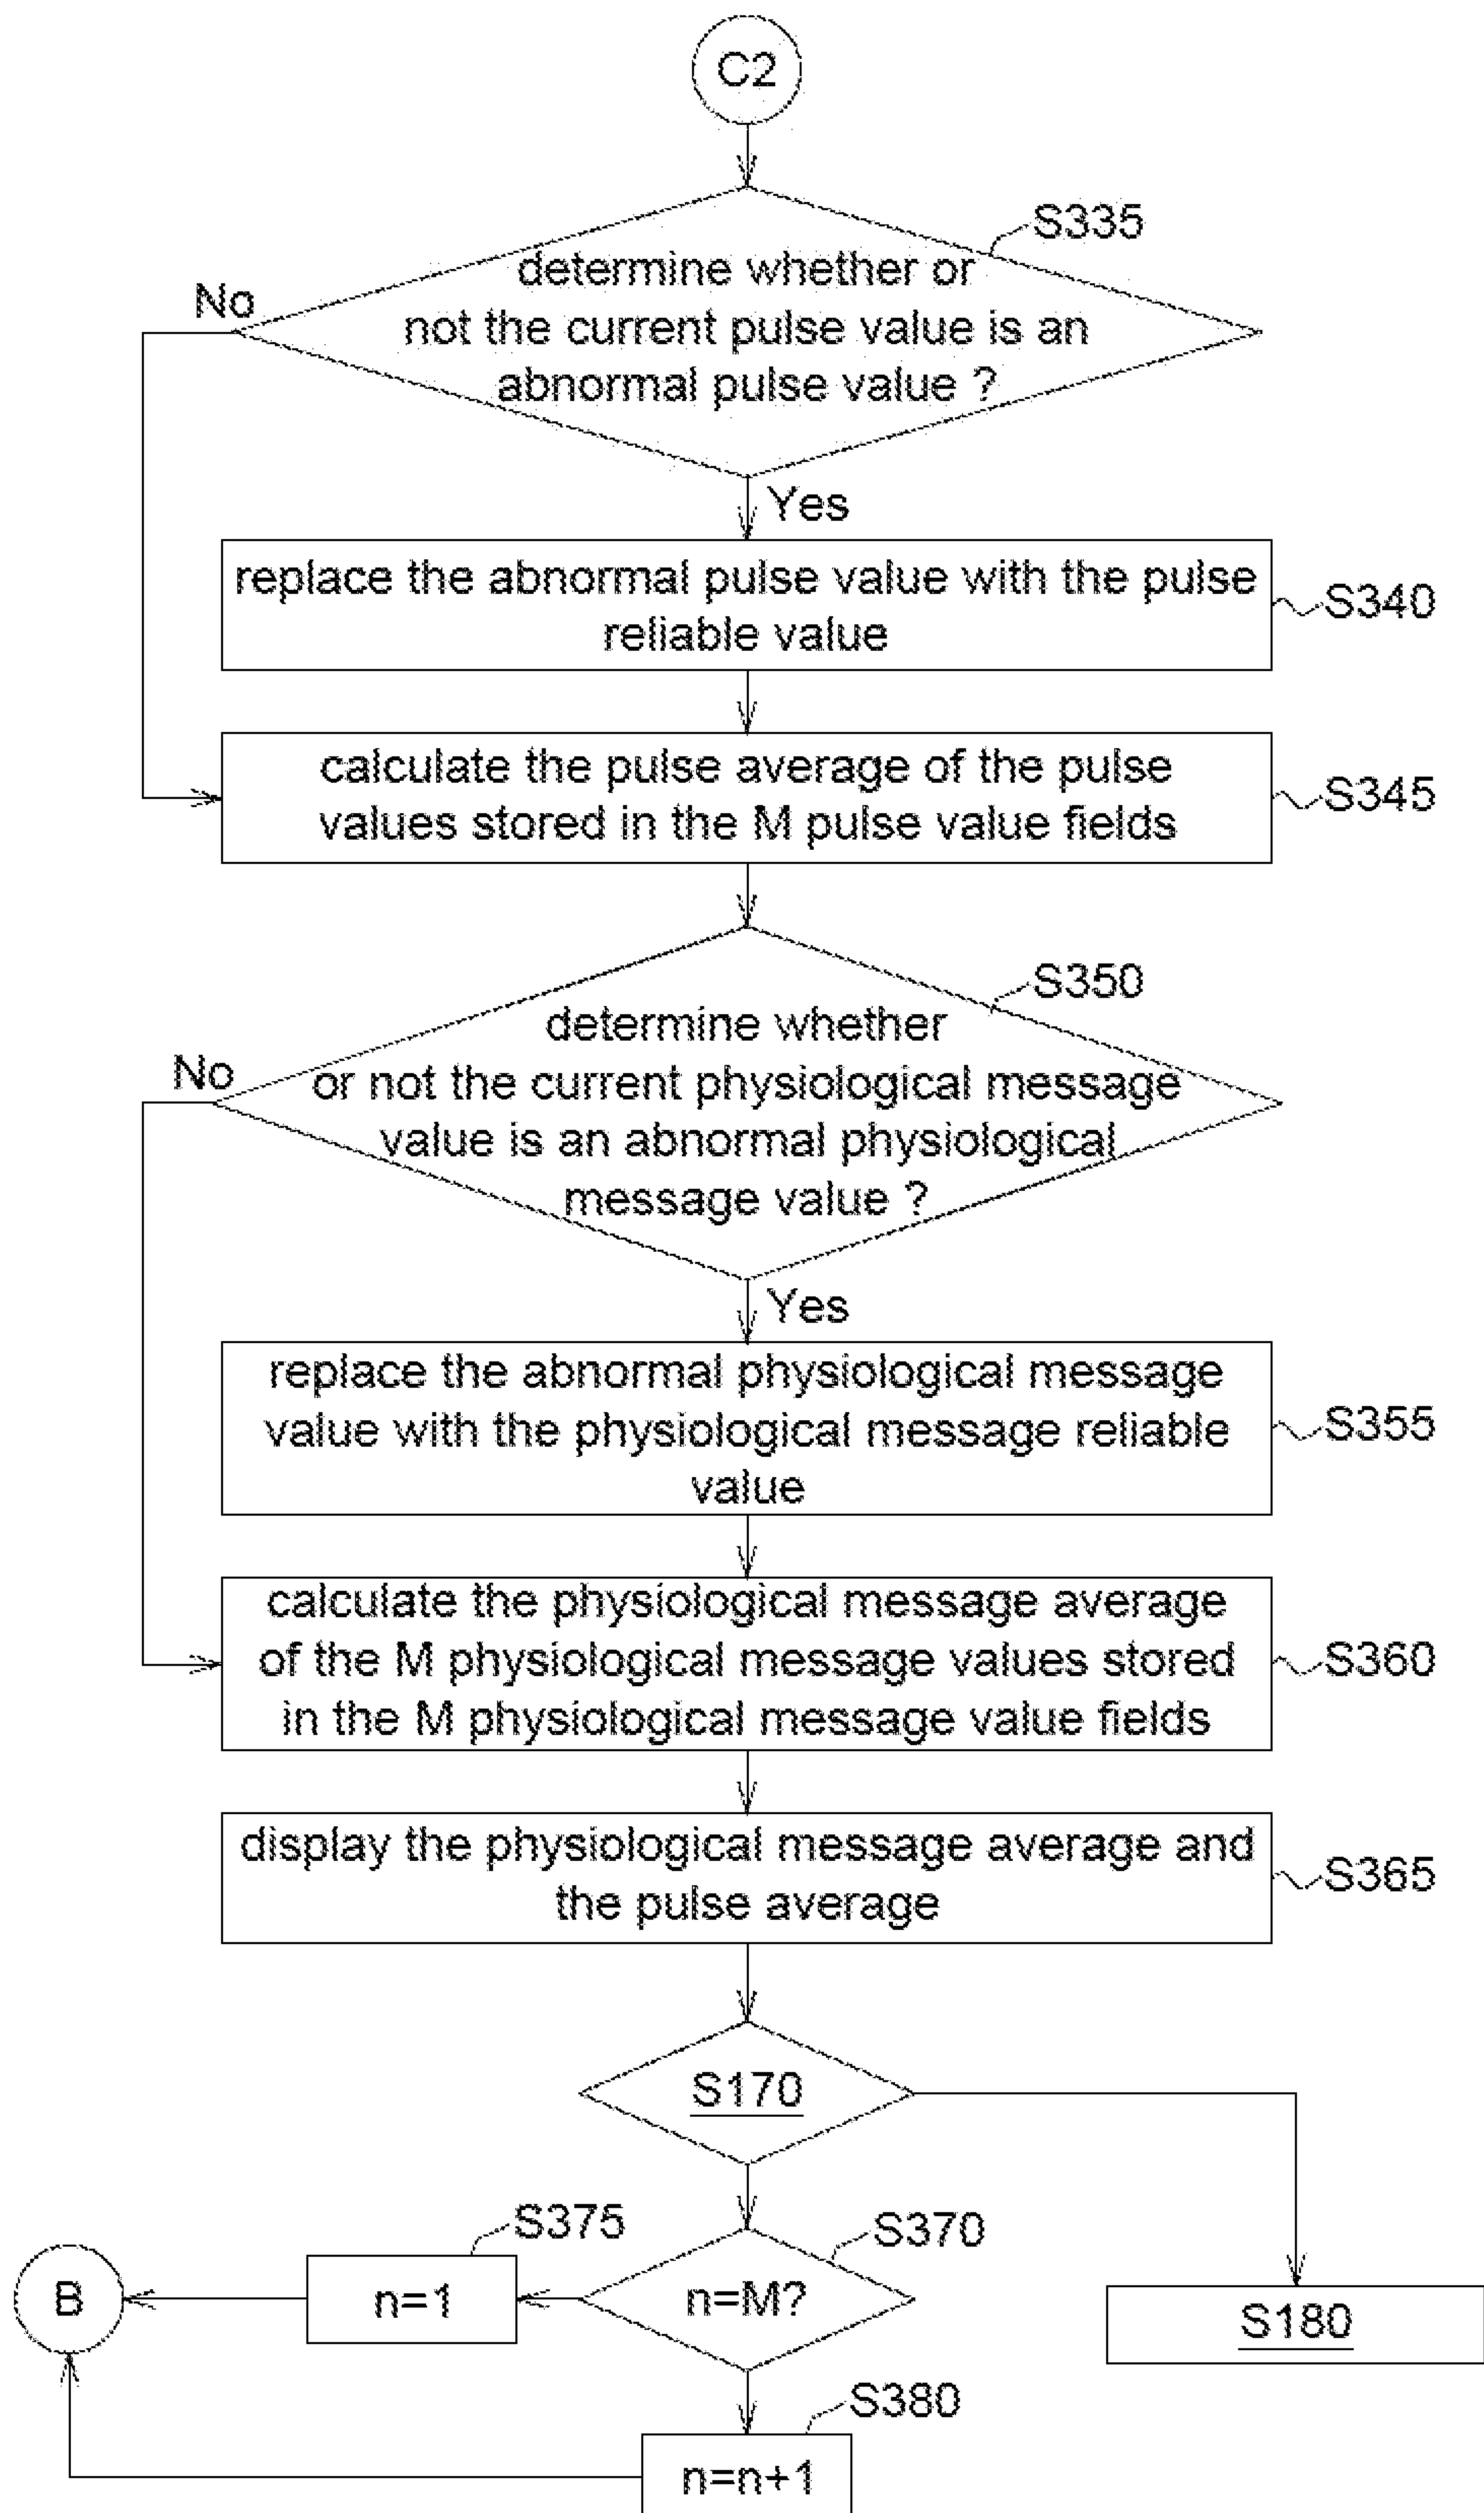 C2
S335
determine whether or
not the current pulse value is an
abnormal pulse value ?
No
Yes
replace the abnormal pulse value with the pulse
reliable value
S340
calculate the pulse average of the pulse
values stored in the M pulse value fields
S345
S350
determine whether
or not the current physiological message
value is an abnormal physiological
message value ?
No
Yes
replace the abnormal physiological message
value with the physiological message reliable
value
S355
calculate the physiological message average
of the M physiological message values stored
in the M physiological message value fields
S360
display the physiological message average and
the pulse average
S365
S170
S375
S370
B
n=1
n=M?
S180
S380
n=n+1